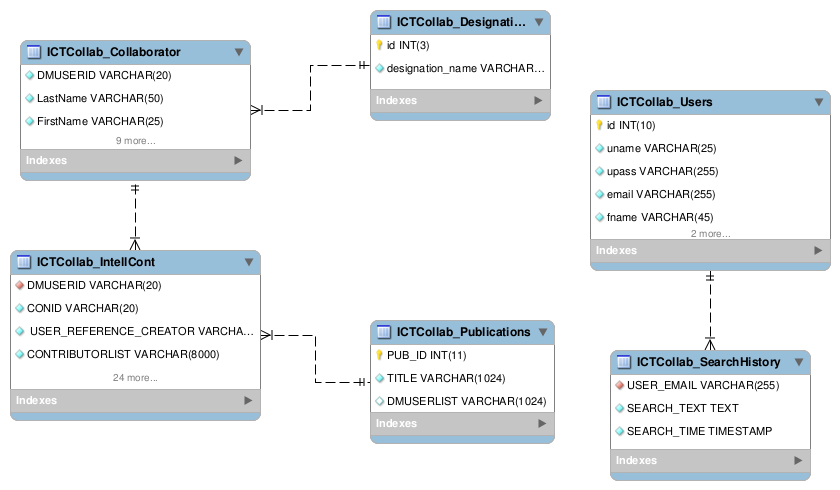 ICTCollab_Collaborator
DMUSERID VARCHAR(20)
LastName VARCHAR(50)
FirstName VARCHAR(25)
9 more...
Indexes
ICTCollab_Designati...
id INT(3)
designation_name VARCHAR...
Indexes
ICTCollab_Users
id INT(10)
uname VARCHAR(25)
upass VARCHAR(255)
email VARCHAR(255)
fname VARCHAR(45)
2 more...
Indexes
ICTCollab_IntellCont
DMUSERID VARCHAR(20)
CONID VARCHAR(20)
USER_REFERENCE_CREATOR VARCHA...
CONTRIBUTORLIST VARCHAR(8000)
24 more...
Indexes
ICTCollab_Publications
PUB_ID INT(11)
TITLE VARCHAR(1024)
DMUSERLIST VARCHAR(1024)
Indexes
ICTCollab_SearchHistory
USER_EMAIL VARCHAR(255)
SEARCH_TEXT TEXT
SEARCH_TIME TIMESTAMP
Indexes